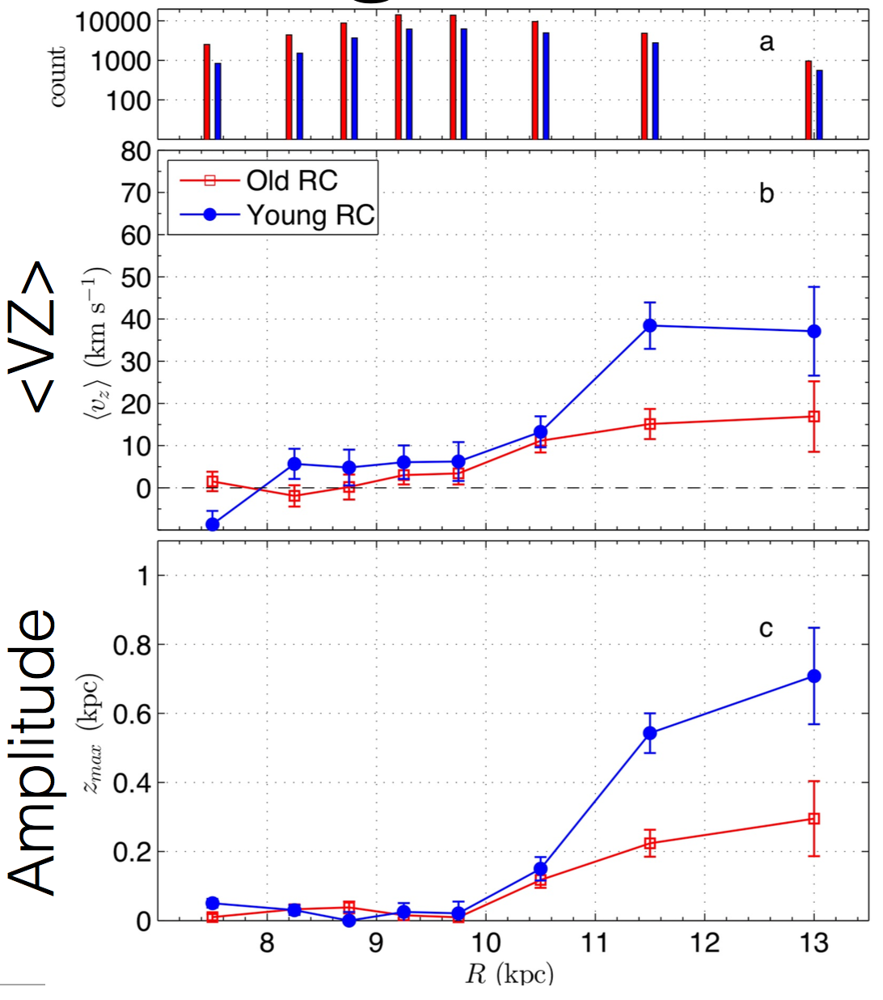 10000
1000
100
count
a
80
70
60
50
40
30
20
10
0
Old RC
Young RC
b
<VZ>
⟨v_z⟩ (km s⁻¹)
1
0.8
0.6
0.4
0.2
0
c
Amplitude
z_max (kpc)
8 9 10 11 12 13
R (kpc)